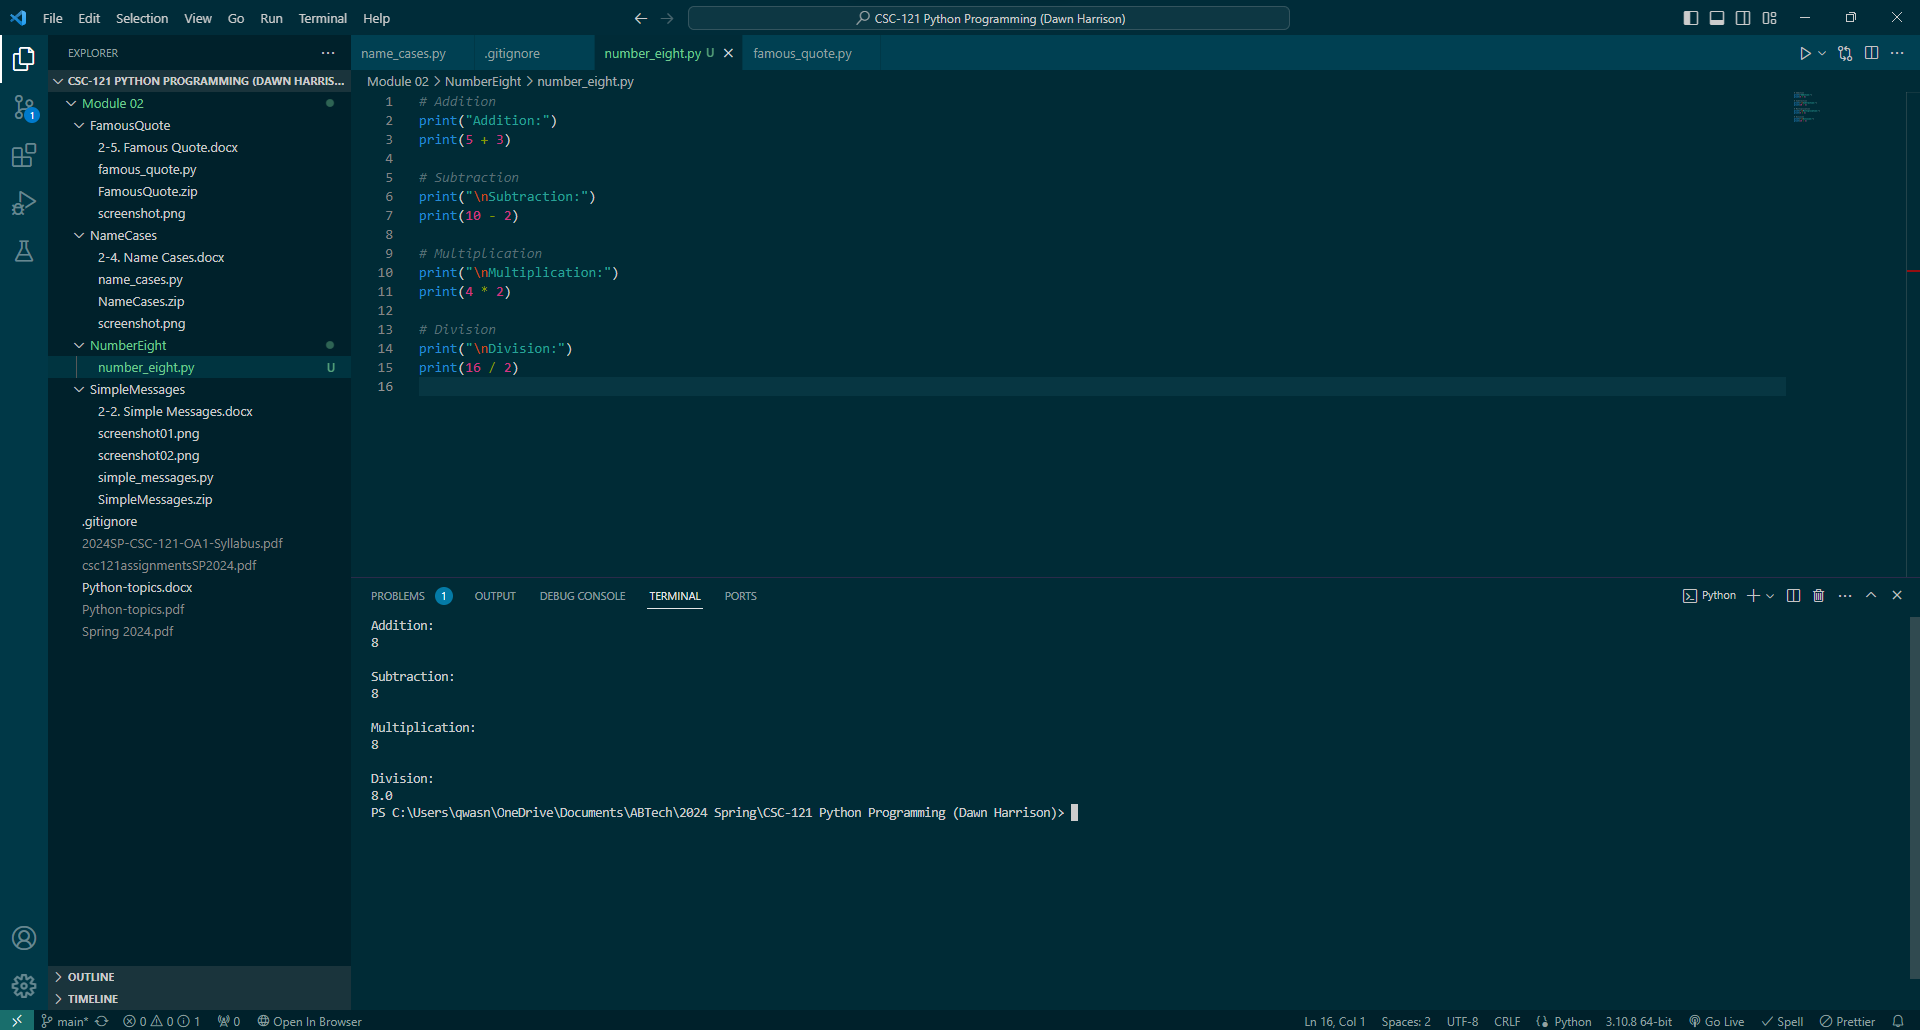 File Edit Selection View Go Run Terminal Help
CSC-121 Python Programming (Dawn Harrison)
EXPLORER
CSC-121 PYTHON PROGRAMMING (DAWN HARRIS...
Module 02
FamousQuote
2-5. Famous Quote.docx
famous_quote.py
FamousQuote.zip
screenshot.png
NameCases
2-4. Name Cases.docx
name_cases.py
NameCases.zip
screenshot.png
NumberEight
number_eight.py U
SimpleMessages
2-2. Simple Messages.docx
screenshot01.png
screenshot02.png
simple_messages.py
SimpleMessages.zip
.gitignore
2024SP-CSC-121-OA1-Syllabus.pdf
csc121assignmentsSP2024.pdf
Python-topics.docx
Python-topics.pdf
Spring 2024.pdf
OUTLINE
TIMELINE
1
name_cases.py .gitignore number_eight.py U famous_quote.py
Module 02 > NumberEight > number_eight.py
1 # Addition
2 print("Addition:")
3 print(5 + 3)
4
5 # Subtraction
6 print("\nSubtraction:")
7 print(10 - 2)
8
9 # Multiplication
10 print("\nMultiplication:")
11 print(4 * 2)
12
13 # Division
14 print("\nDivision:")
15 print(16 / 2)
16
PROBLEMS 1 OUTPUT DEBUG CONSOLE TERMINAL PORTS
Python
Addition:
8
Subtraction:
8
Multiplication:
8
Division:
8.0
PS C:\Users\qwasn\OneDrive\Documents\ABTech\2024 Spring\CSC-121 Python Programming (Dawn Harrison)>
main* 0 0 1 0 Open In Browser
Ln 16, Col 1 Spaces: 2 UTF-8 CRLF Python 3.10.8 64-bit Go Live Spell Prettier